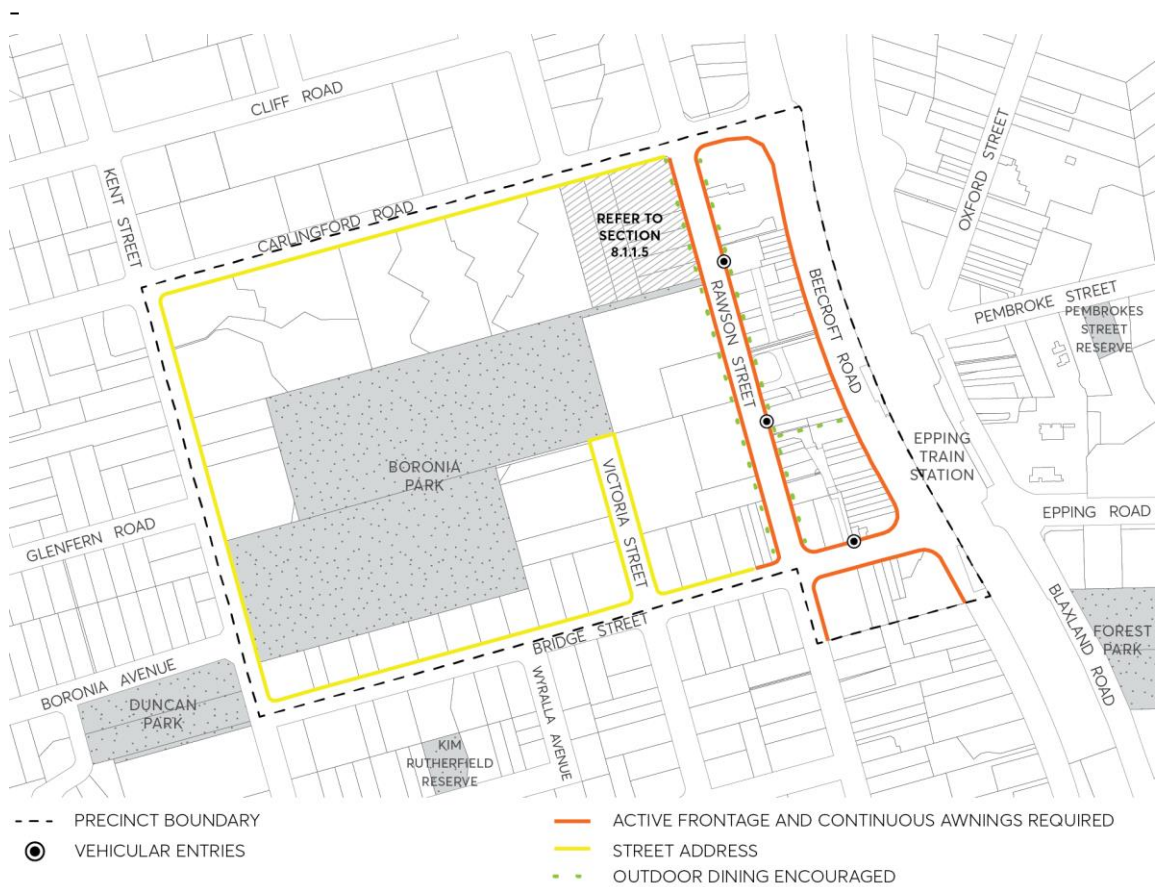 –
CLIFF ROAD
KENT STREET
CARLINGFORD ROAD
OXFORD STREET
REFER TO
SECTION
8.1.1.5
RAWSON STREET
BEECROFT ROAD
PEMBROKE STREET
PEMBROKES
STREET
RESERVE
EPPING
TRAIN
STATION
BORONIA
PARK
VICTORIA STREET
EPPING ROAD
GLENFERN ROAD
BRIDGE STREET
BLAXLAND ROAD
FOREST
PARK
BORONIA AVENUE
DUNCAN
PARK
WYRALLA AVENUE
KIM
RUTHERFIELD
RESERVE
PRECINCT BOUNDARY
VEHICULAR ENTRIES
ACTIVE FRONTAGE AND CONTINUOUS AWNINGS REQUIRED
STREET ADDRESS
OUTDOOR DINING ENCOURAGED